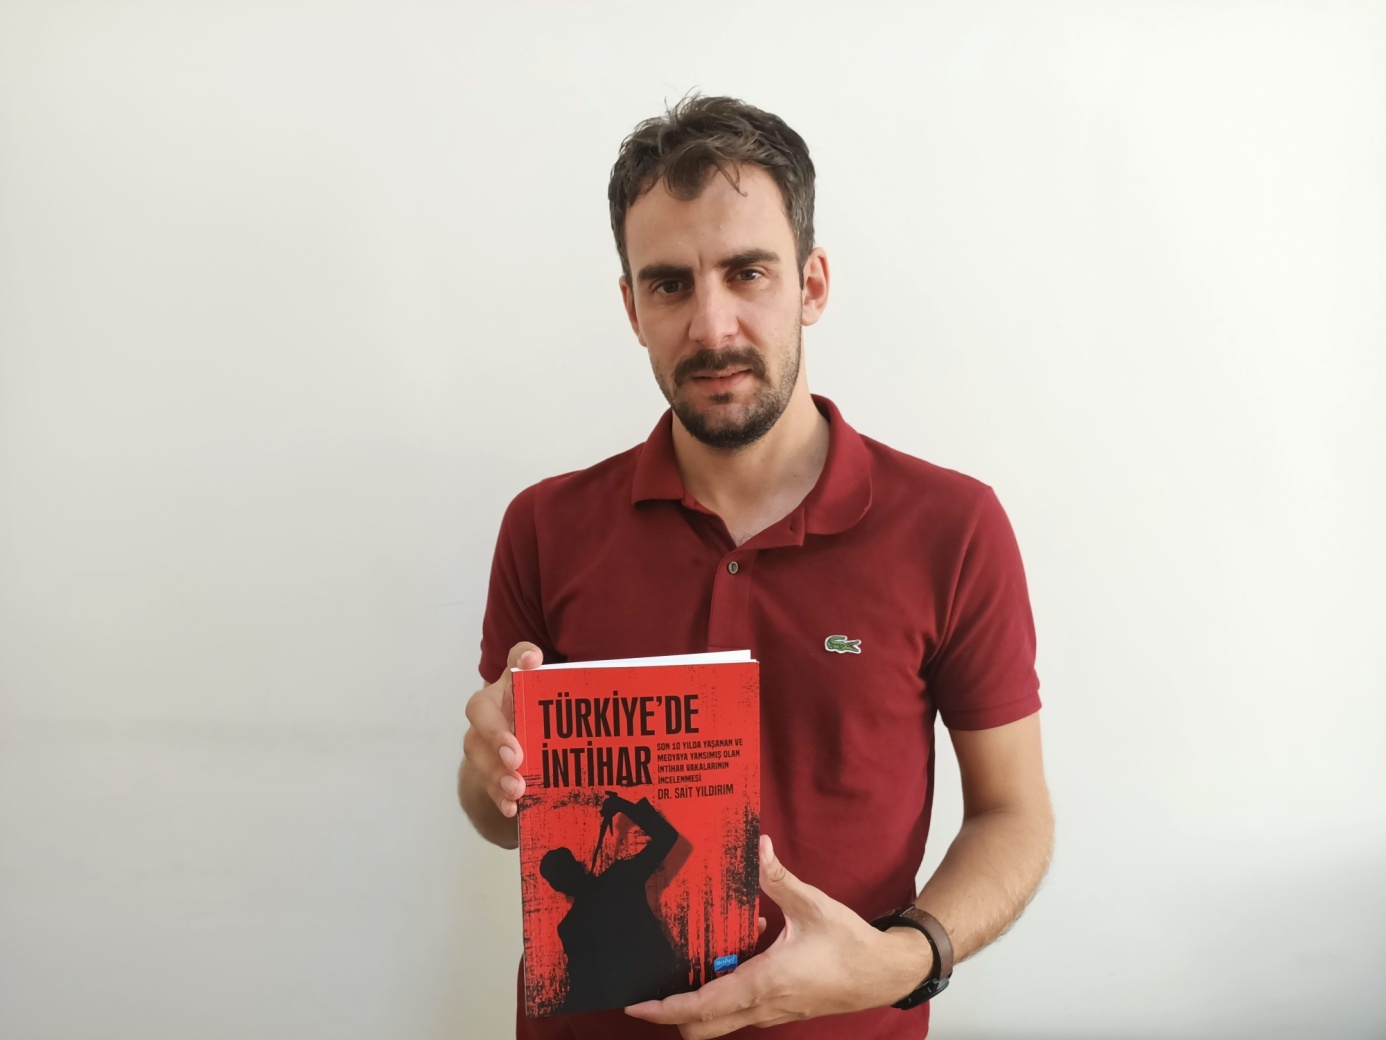 TÜRKİYE'DE
İNTİHAR
SON 10 YILDA YAŞANAN VE
MEDYAYA YANSIMIŞ OLAN
İNTİHAR VAKALARININ
İNCELENMESİ
DR. SAİT YILDIRIM
nobel